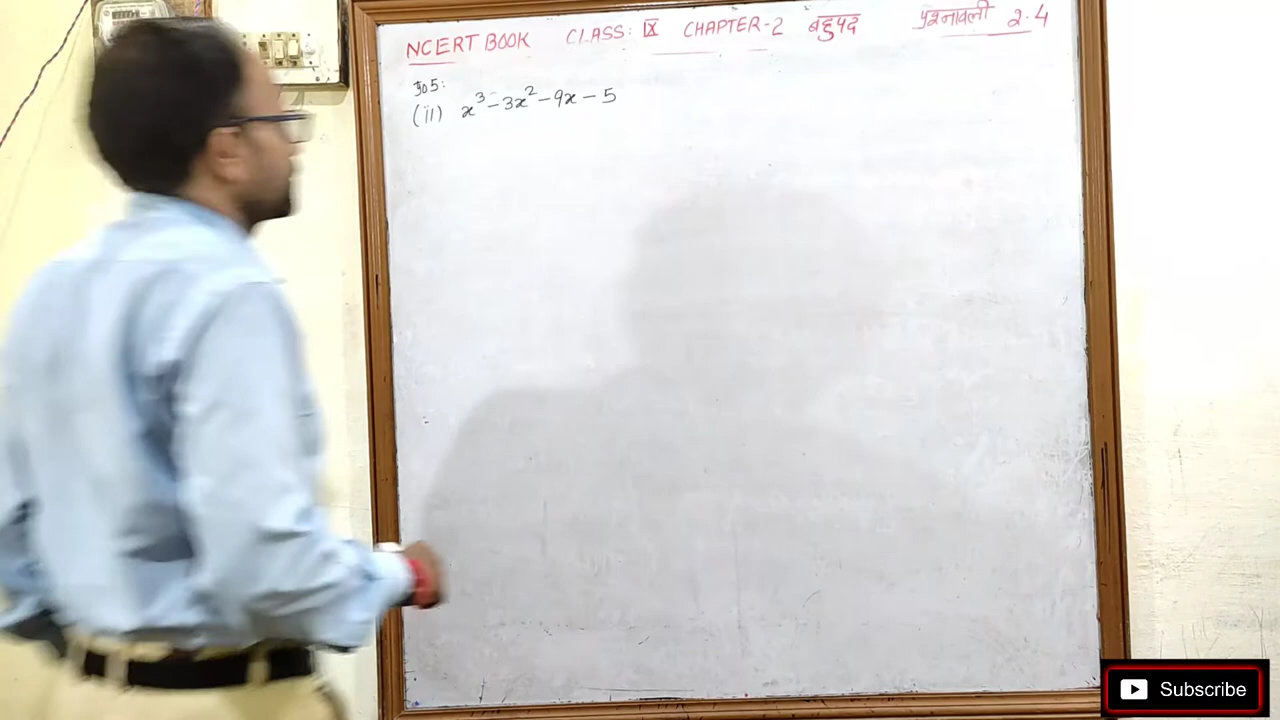 NCERT BOOK CLASS: IX CHAPTER-2 बहुपद प्रश्नावली 2.4
प्र05:
(ii) x³-3x²-9x-5
Subscribe